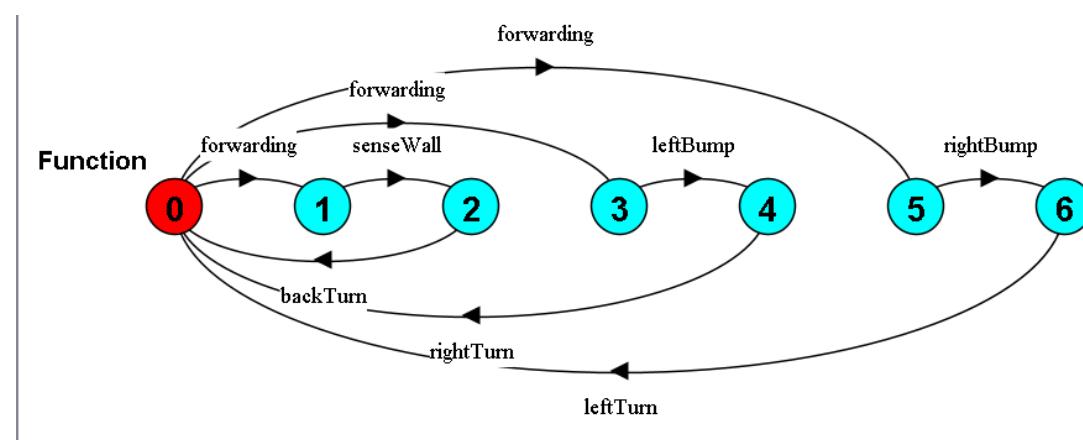 forwarding
forwarding
forwarding
senseWall
leftBump
rightBump
Function
0
1
2
3
4
5
6
backTurn
rightTurn
leftTurn